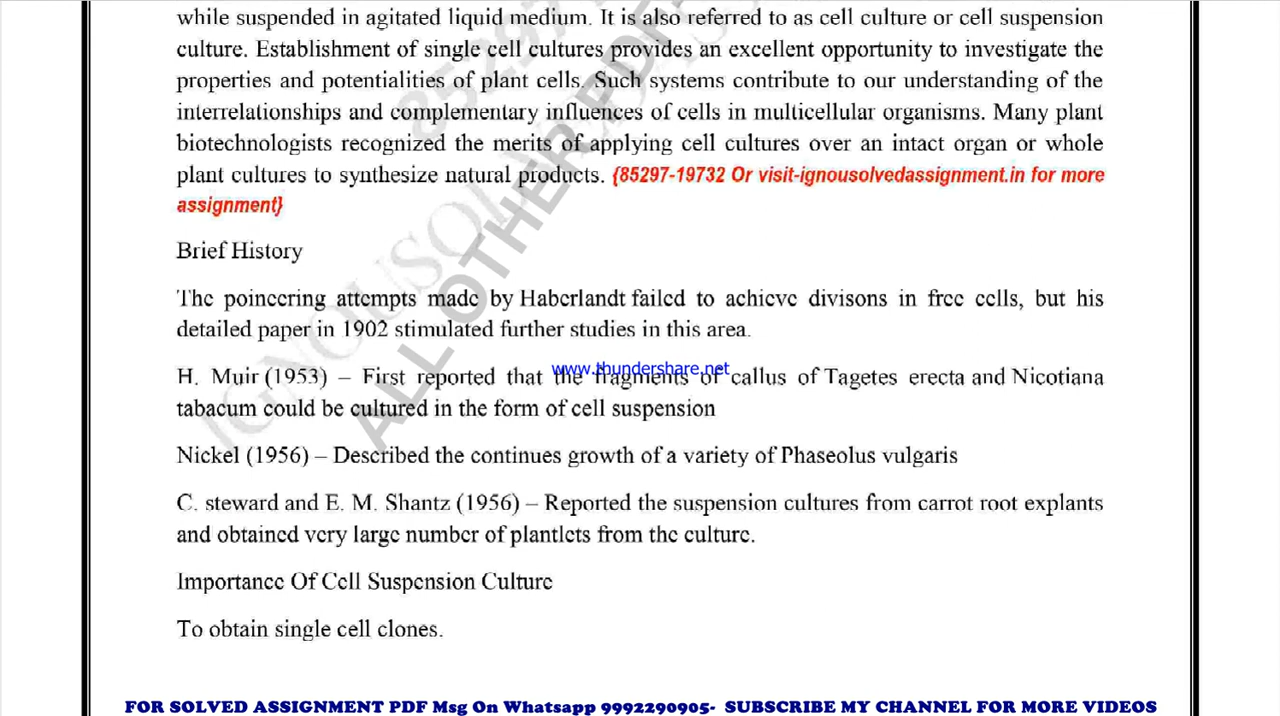 while suspended in agitated liquid medium. It is also referred to as cell culture or cell suspension
culture. Establishment of single cell cultures provides an excellent opportunity to investigate the
properties and potentialities of plant cells. Such systems contribute to our understanding of the
interrelationships and complementary influences of cells in multicellular organisms. Many plant
biotechnologists recognized the merits of applying cell cultures over an intact organ or whole
plant cultures to synthesize natural products. {85297-19732 Or visit-ignousolvedassignment.in for more
assignment}
Brief History
The poineering attempts made by Haberlandt failed to achieve divisons in free cells, but his
detailed paper in 1902 stimulated further studies in this area.
www.thundershare.net
H. Muir (1953) – First reported that the fragments of callus of Tagetes erecta and Nicotiana
tabacum could be cultured in the form of cell suspension
Nickel (1956) – Described the continues growth of a variety of Phaseolus vulgaris
C. steward and E. M. Shantz (1956) – Reported the suspension cultures from carrot root explants
and obtained very large number of plantlets from the culture.
Importance Of Cell Suspension Culture
To obtain single cell clones.
ALL OTHER PDF
FOR SOLVED ASSIGNMENT PDF Msg On Whatsapp 9992290905- SUBSCRIBE MY CHANNEL FOR MORE VIDEOS